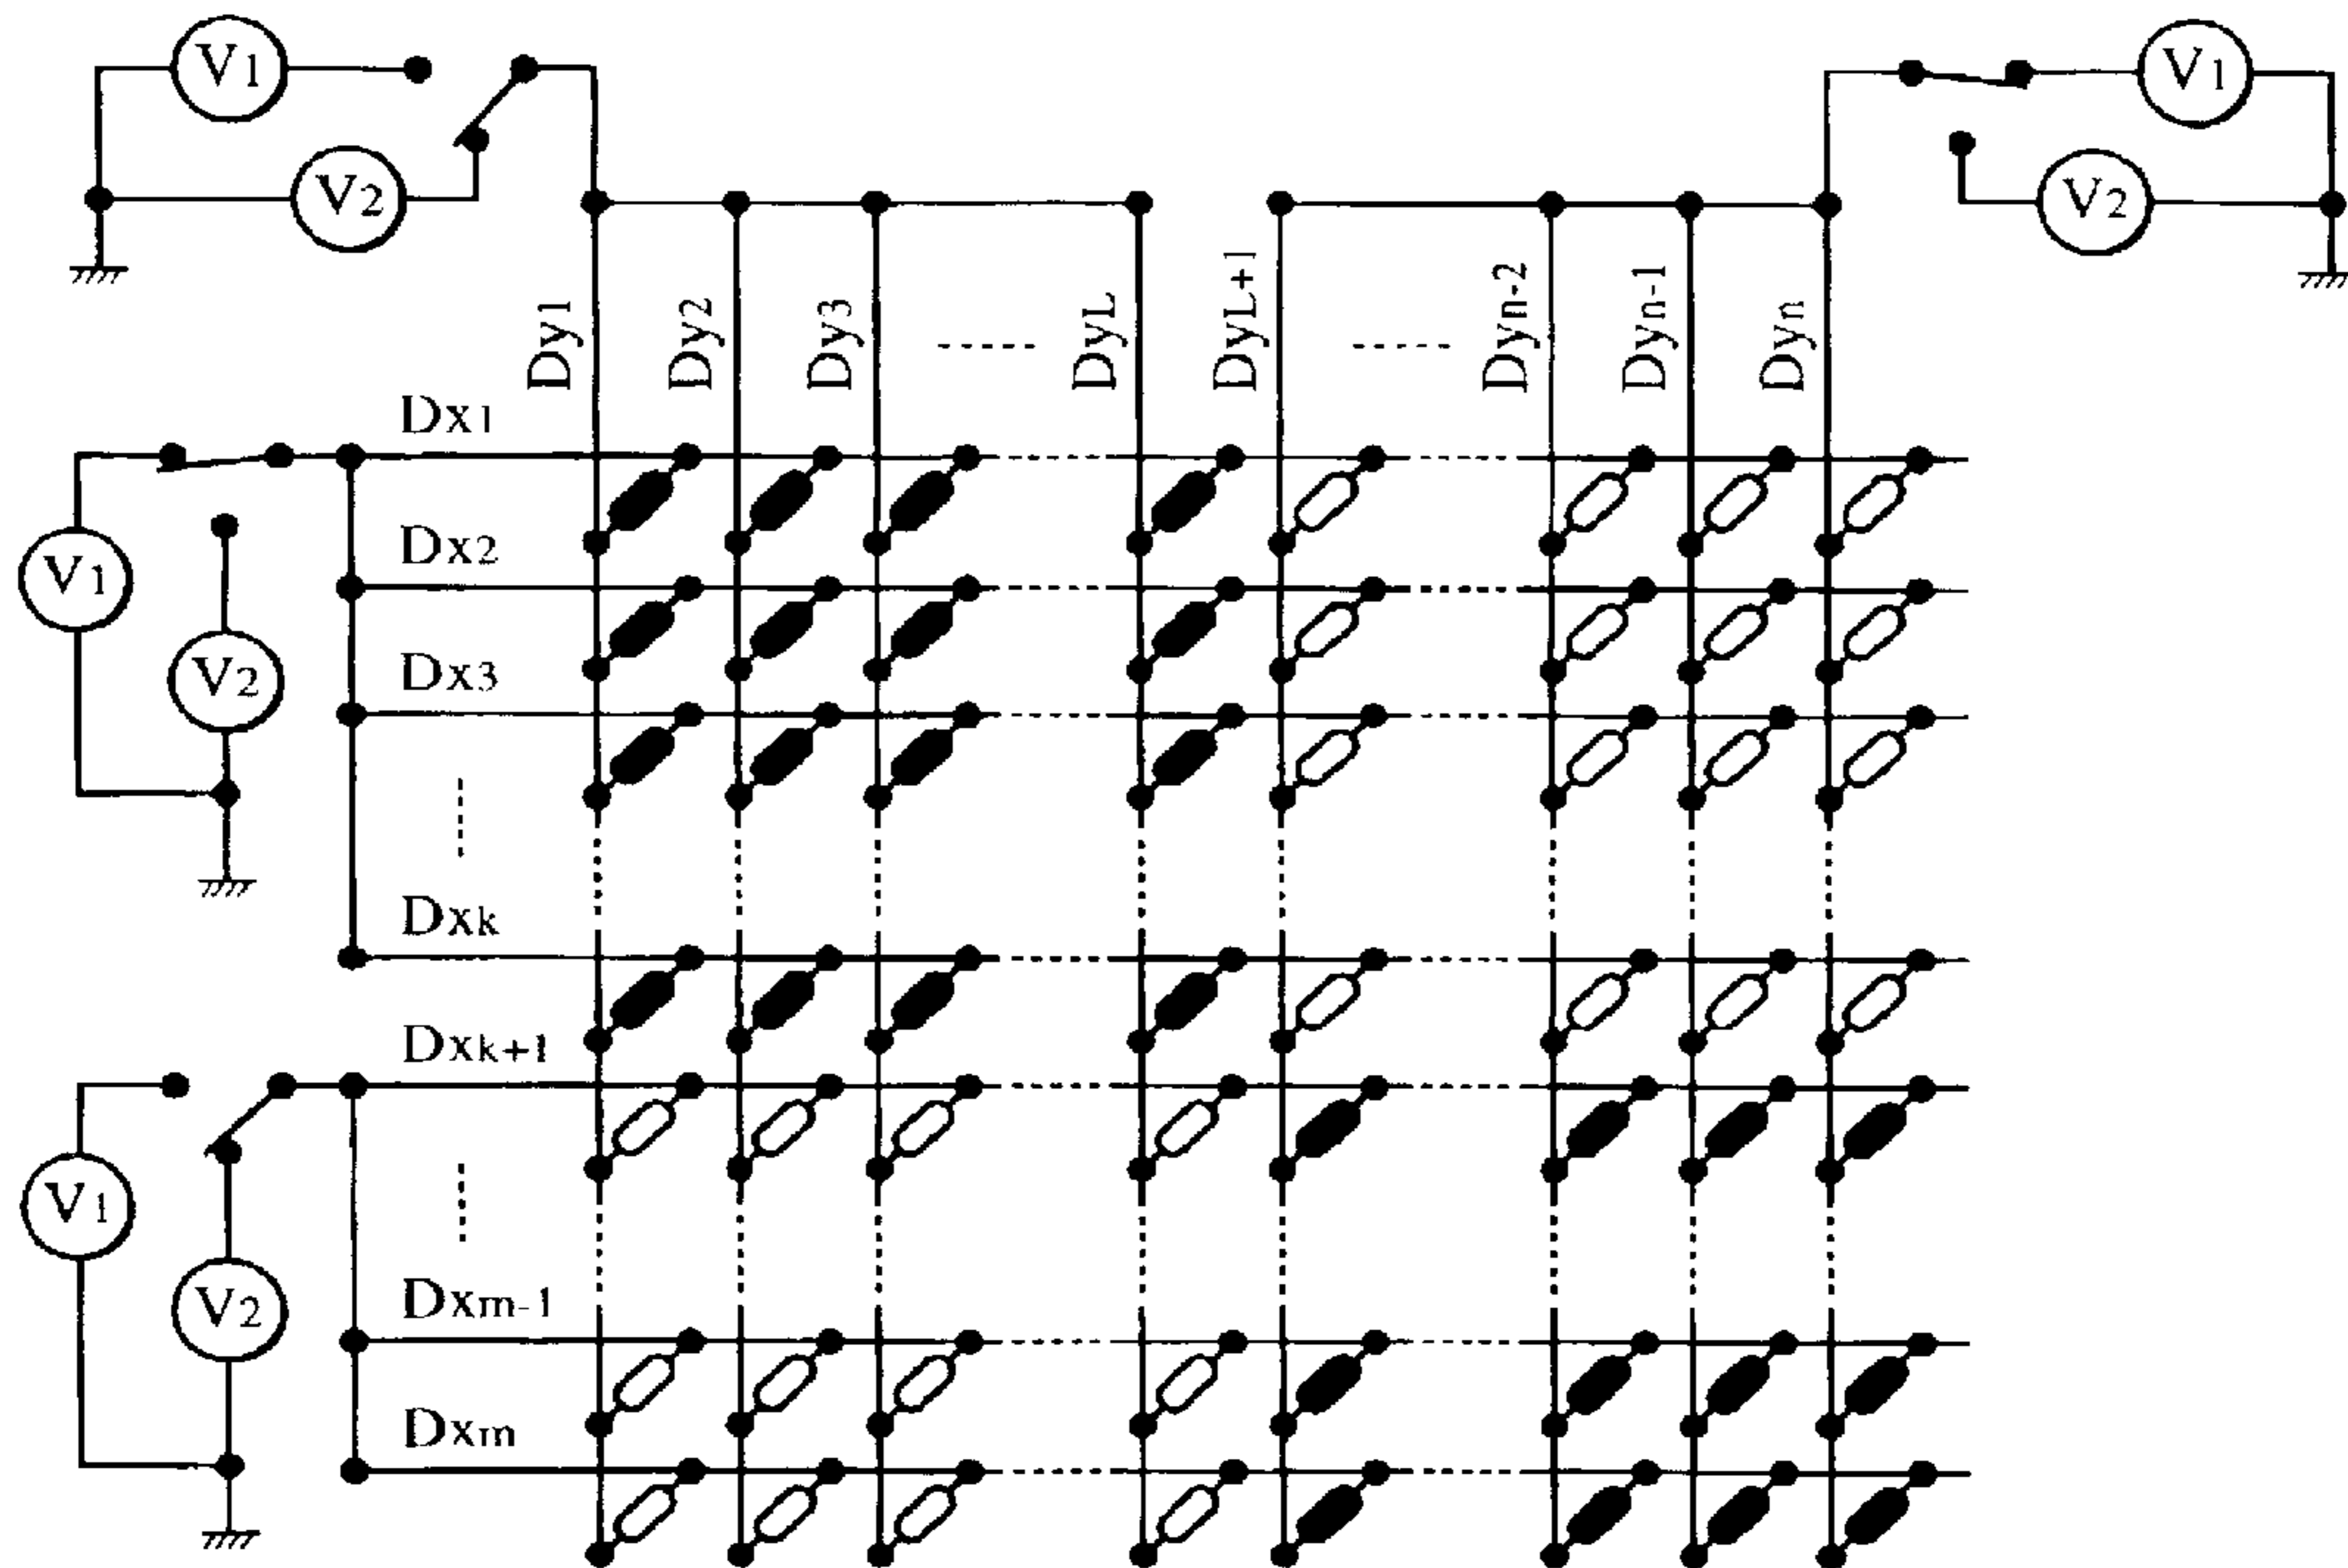 V1
V2
V1
V2
Dy1
Dy2
Dy3
DyL
DyL+1
Dyn-2
Dyn-1
Dyn
Dx1
Dx2
Dx3
Dxk
V1
V2
Dxk+1
Dxm-1
Dxm
V1
V2